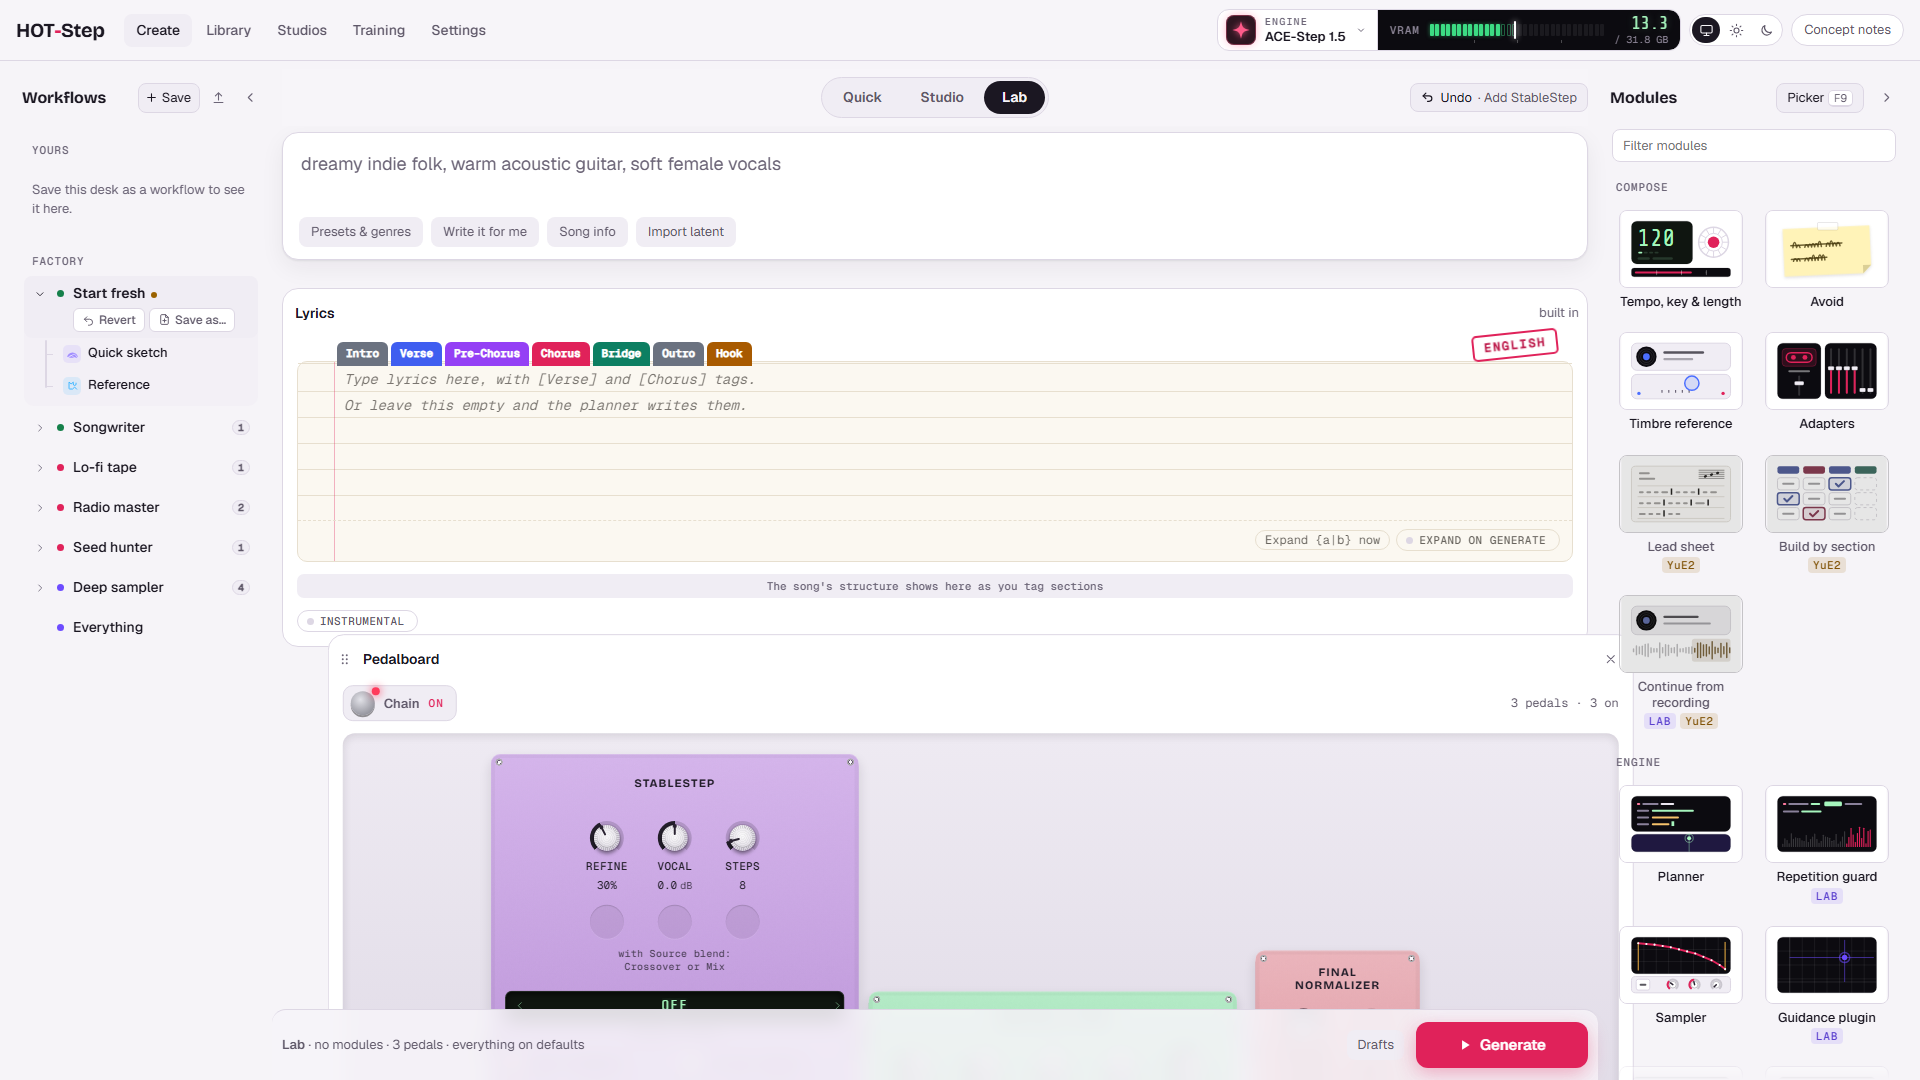 HOT-Step
Create
Library
Studios
Training
Settings
ENGINE
ACE-Step 1.5
VRAM
13.3
/ 31.8 GB
Concept notes
Workflows
+ Save
Quick
Studio
Lab
Undo · Add StableStep
Modules
Picker F9
YOURS
Save this desk as a workflow to see
it here.
FACTORY
Start fresh
Revert
Save as…
Quick sketch
Reference
Songwriter 1
Lo-fi tape 1
Radio master 2
Seed hunter 1
Deep sampler 4
Everything
dreamy indie folk, warm acoustic guitar, soft female vocals
Presets & genres
Write it for me
Song info
Import latent
Lyrics
built in
Intro
Verse
Pre-Chorus
Chorus
Bridge
Outro
Hook
ENGLISH
Type lyrics here, with [Verse] and [Chorus] tags.
Or leave this empty and the planner writes them.
Expand {a|b} now
EXPAND ON GENERATE
The song's structure shows here as you tag sections
INSTRUMENTAL
Pedalboard
Chain ON
3 pedals · 3 on
STABLESTEP
REFINE
VOCAL
STEPS
30%
0.0 dB
8
with Source blend:
Crossover or Mix
OFF
FINAL
NORMALIZER
Lab · no modules · 3 pedals · everything on defaults
Drafts
Generate
Filter modules
COMPOSE
120
Tempo, key & length
Avoid
Timbre reference
Adapters
Lead sheet
YuE2
Build by section
YuE2
Continue from
recording
LAB
YuE2
ENGINE
Planner
Repetition guard
LAB
Sampler
Guidance plugin
LAB